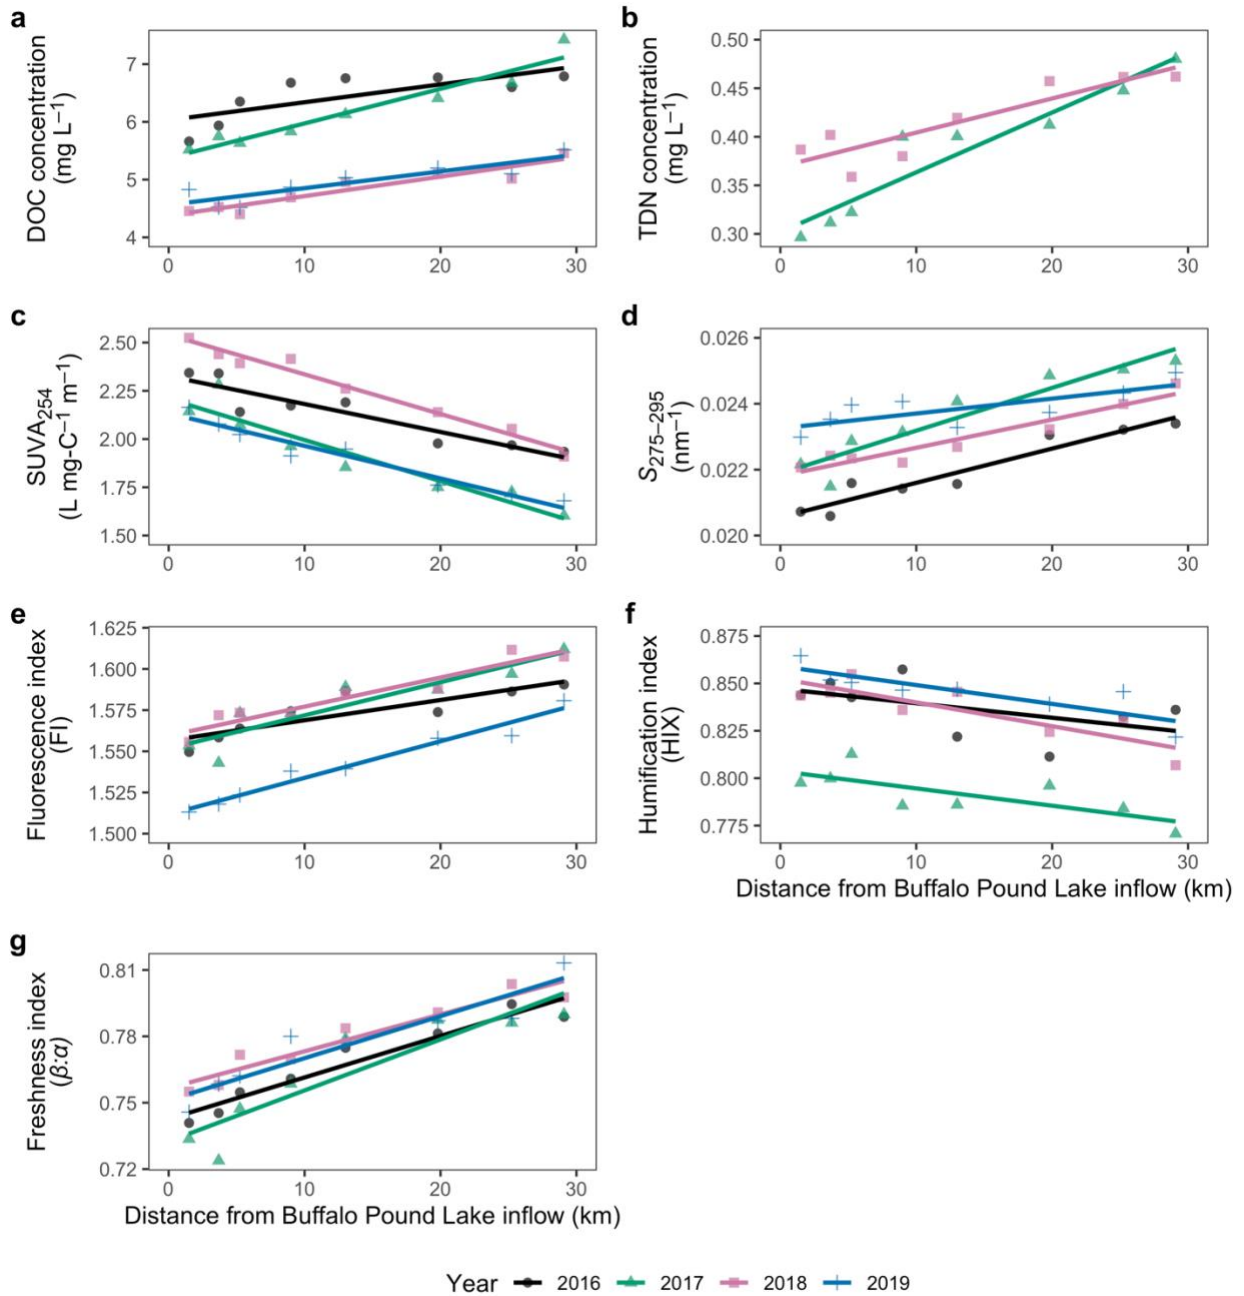 a
DOC concentration
(mg L⁻¹)
7
6
5
4
0 10 20 30
b
TDN concentration
(mg L⁻¹)
0.50
0.45
0.40
0.35
0.30
0 10 20 30
c
SUVA₂₅₄
(L mg-C⁻¹ m⁻¹)
2.50
2.25
2.00
1.75
1.50
0 10 20 30
d
S₂₇₅₋₂₉₅
(nm⁻¹)
0.026
0.024
0.022
0.020
0 10 20 30
e
Fluorescence index
(FI)
1.625
1.600
1.575
1.550
1.525
1.500
0 10 20 30
f
Humification index
(HIX)
0.875
0.850
0.825
0.800
0.775
0 10 20 30
Distance from Buffalo Pound Lake inflow (km)
g
Freshness index
(β:α)
0.81
0.78
0.75
0.72
0 10 20 30
Distance from Buffalo Pound Lake inflow (km)
Year 2016 2017 2018 2019